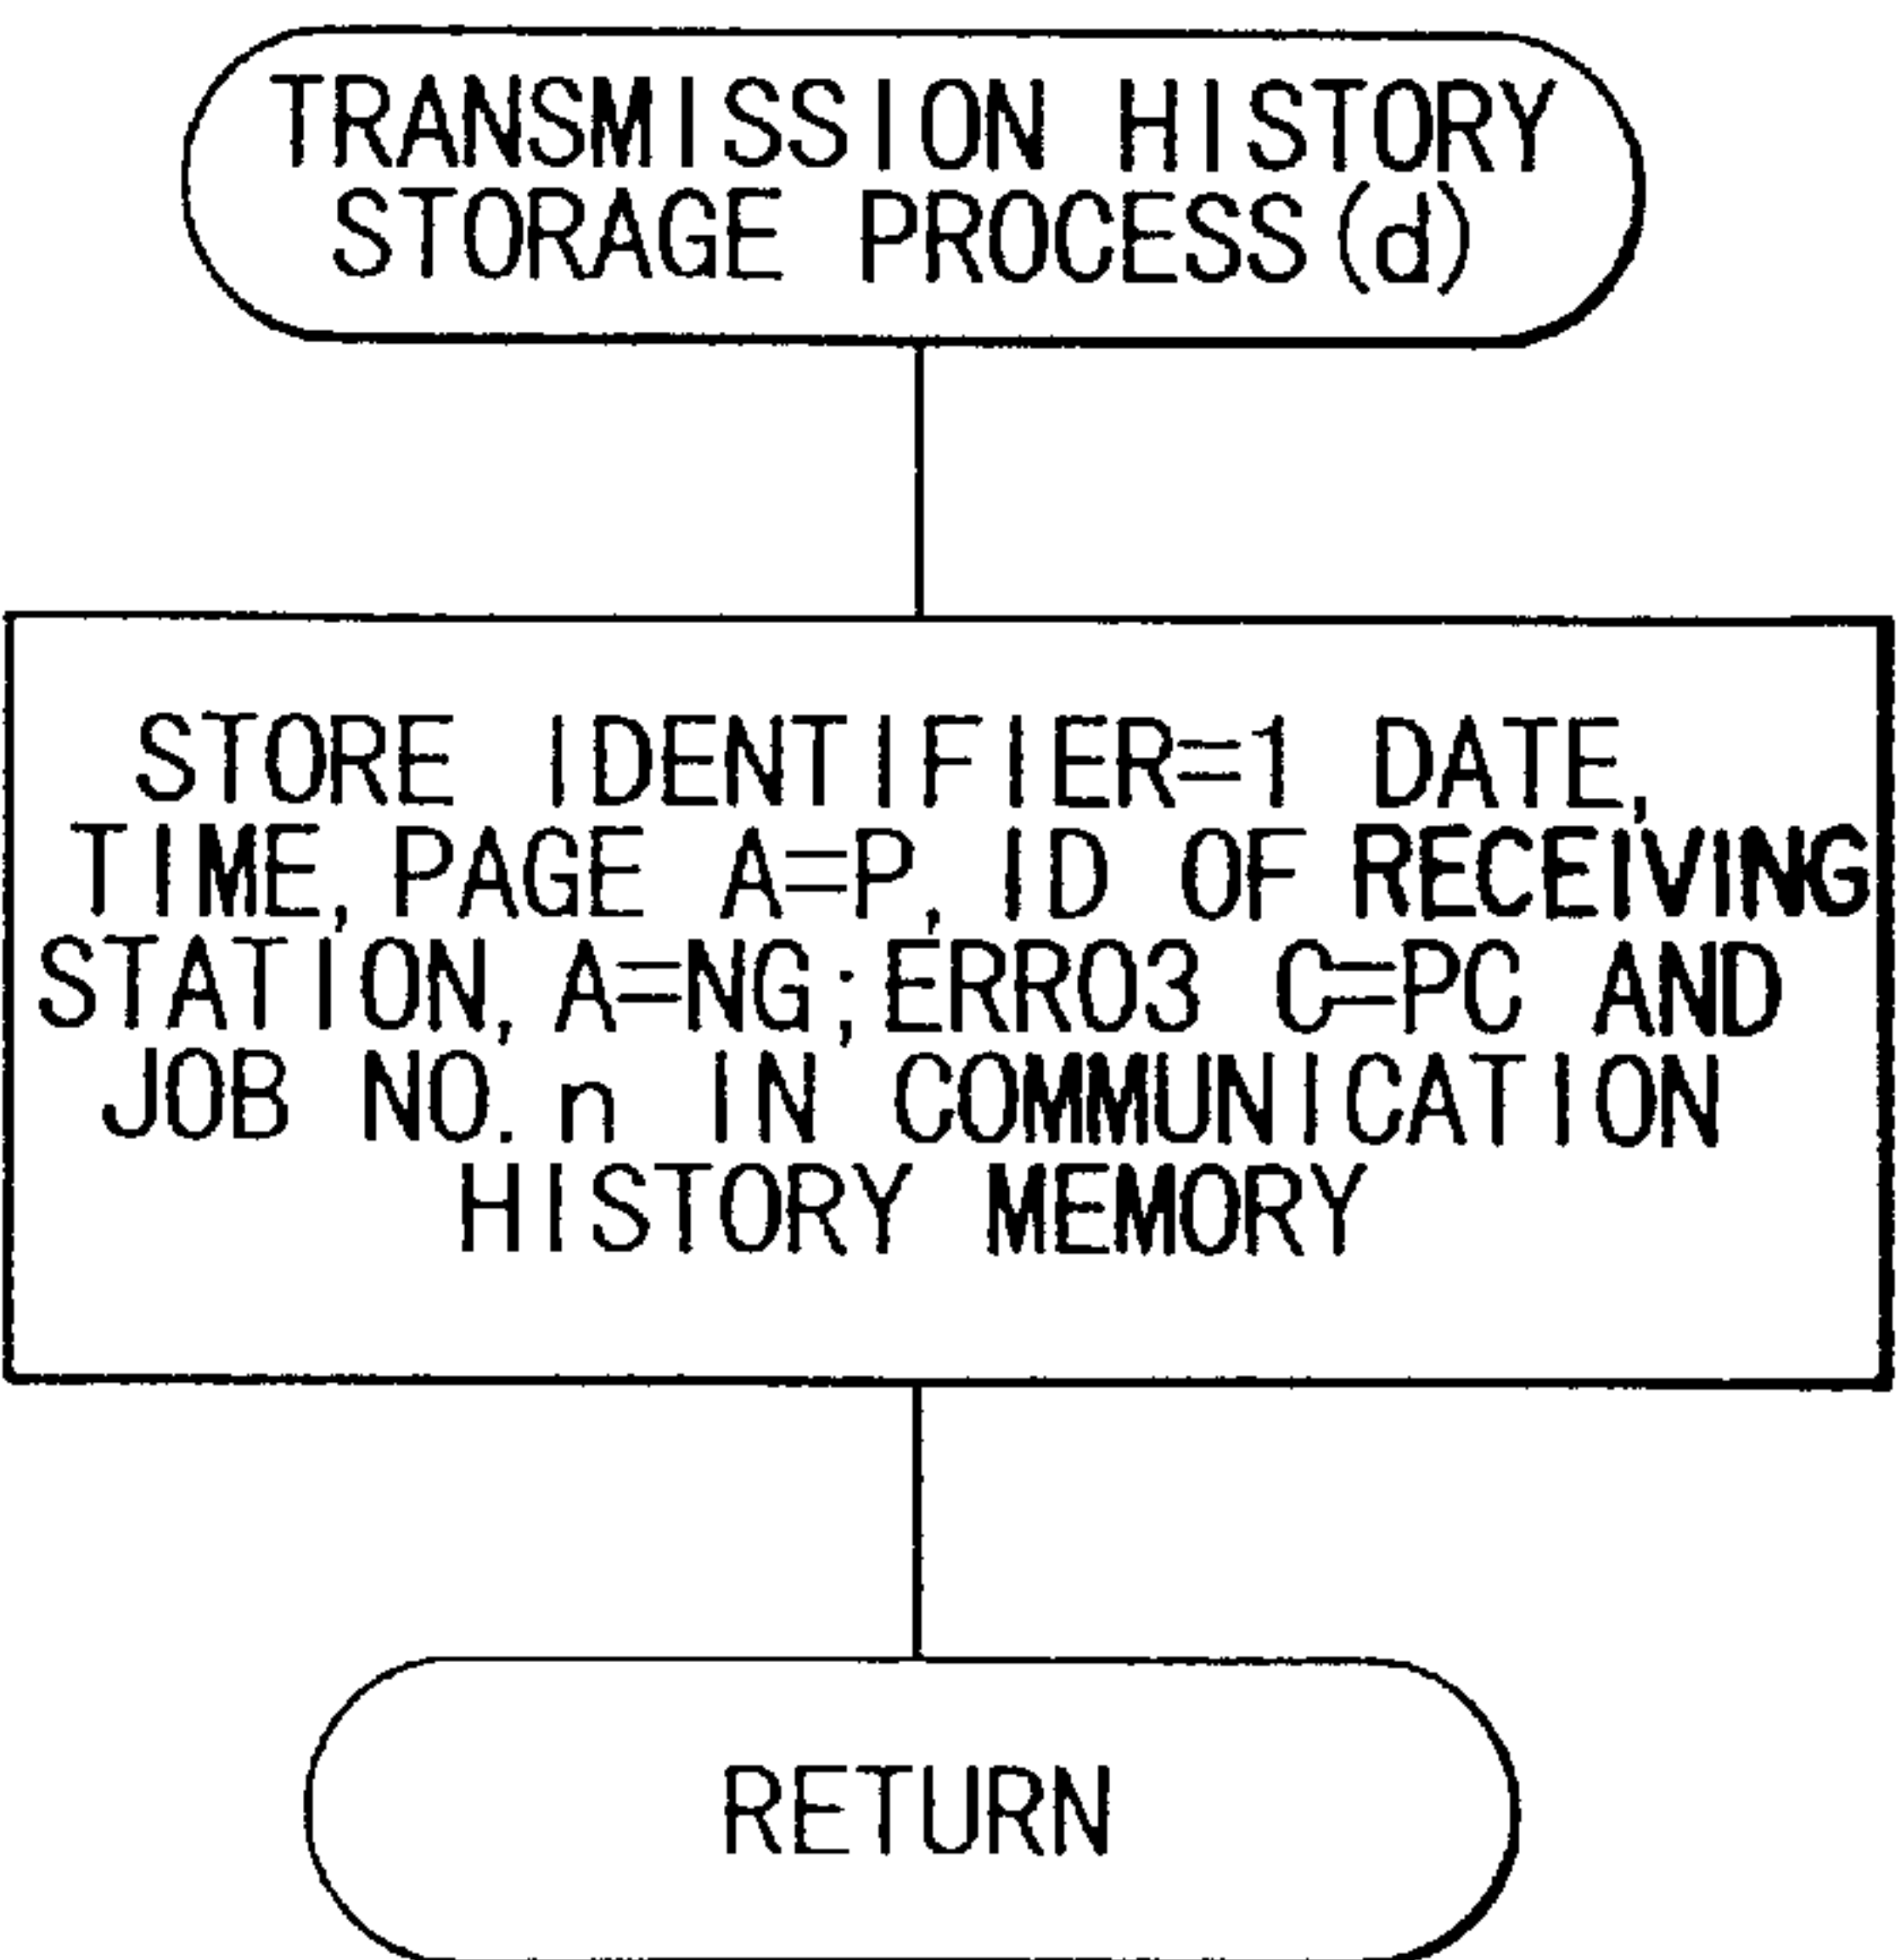 TRANSMISSION HISTORY
STORAGE PROCESS(d)
STORE IDENTIFIER=1 DATE,
TIME, PAGE A=P, ID OF RECEIVING
STATION, A=NG;ERRO3 C=PC AND
JOB NO. n IN COMMUNICATION
HISTORY MEMORY
RETURN